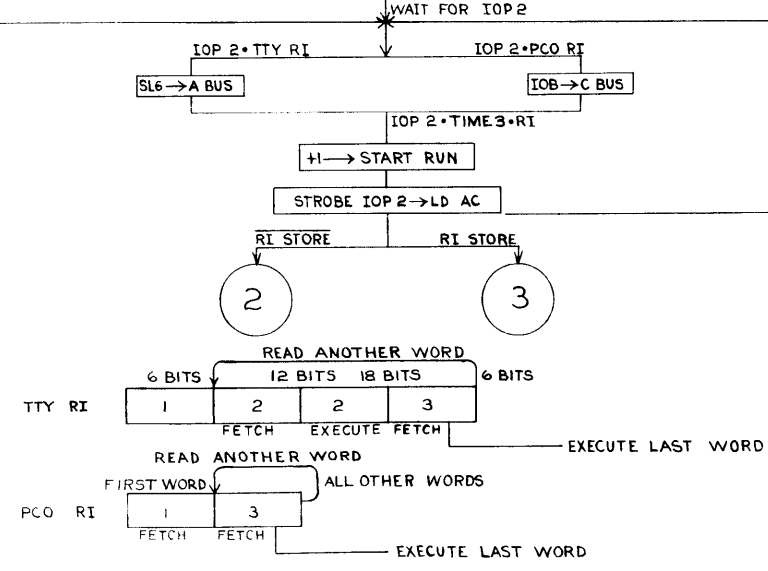 WAIT FOR IOP 2
IOP 2•TTY RI
IOP 2•PCO RI
SL6→A BUS
IOB→C BUS
IOP 2•TIME3•RI
+1→START RUN
STROBE IOP 2→LD AC
RI STORE
RI STORE
2
3
READ ANOTHER WORD
6 BITS
12 BITS
18 BITS
6 BITS
TTY RI
1
2
2
3
FETCH
EXECUTE
FETCH
EXECUTE LAST WORD
READ ANOTHER WORD
FIRST WORD
ALL OTHER WORDS
PCO RI
1
3
FETCH
FETCH
EXECUTE LAST WORD